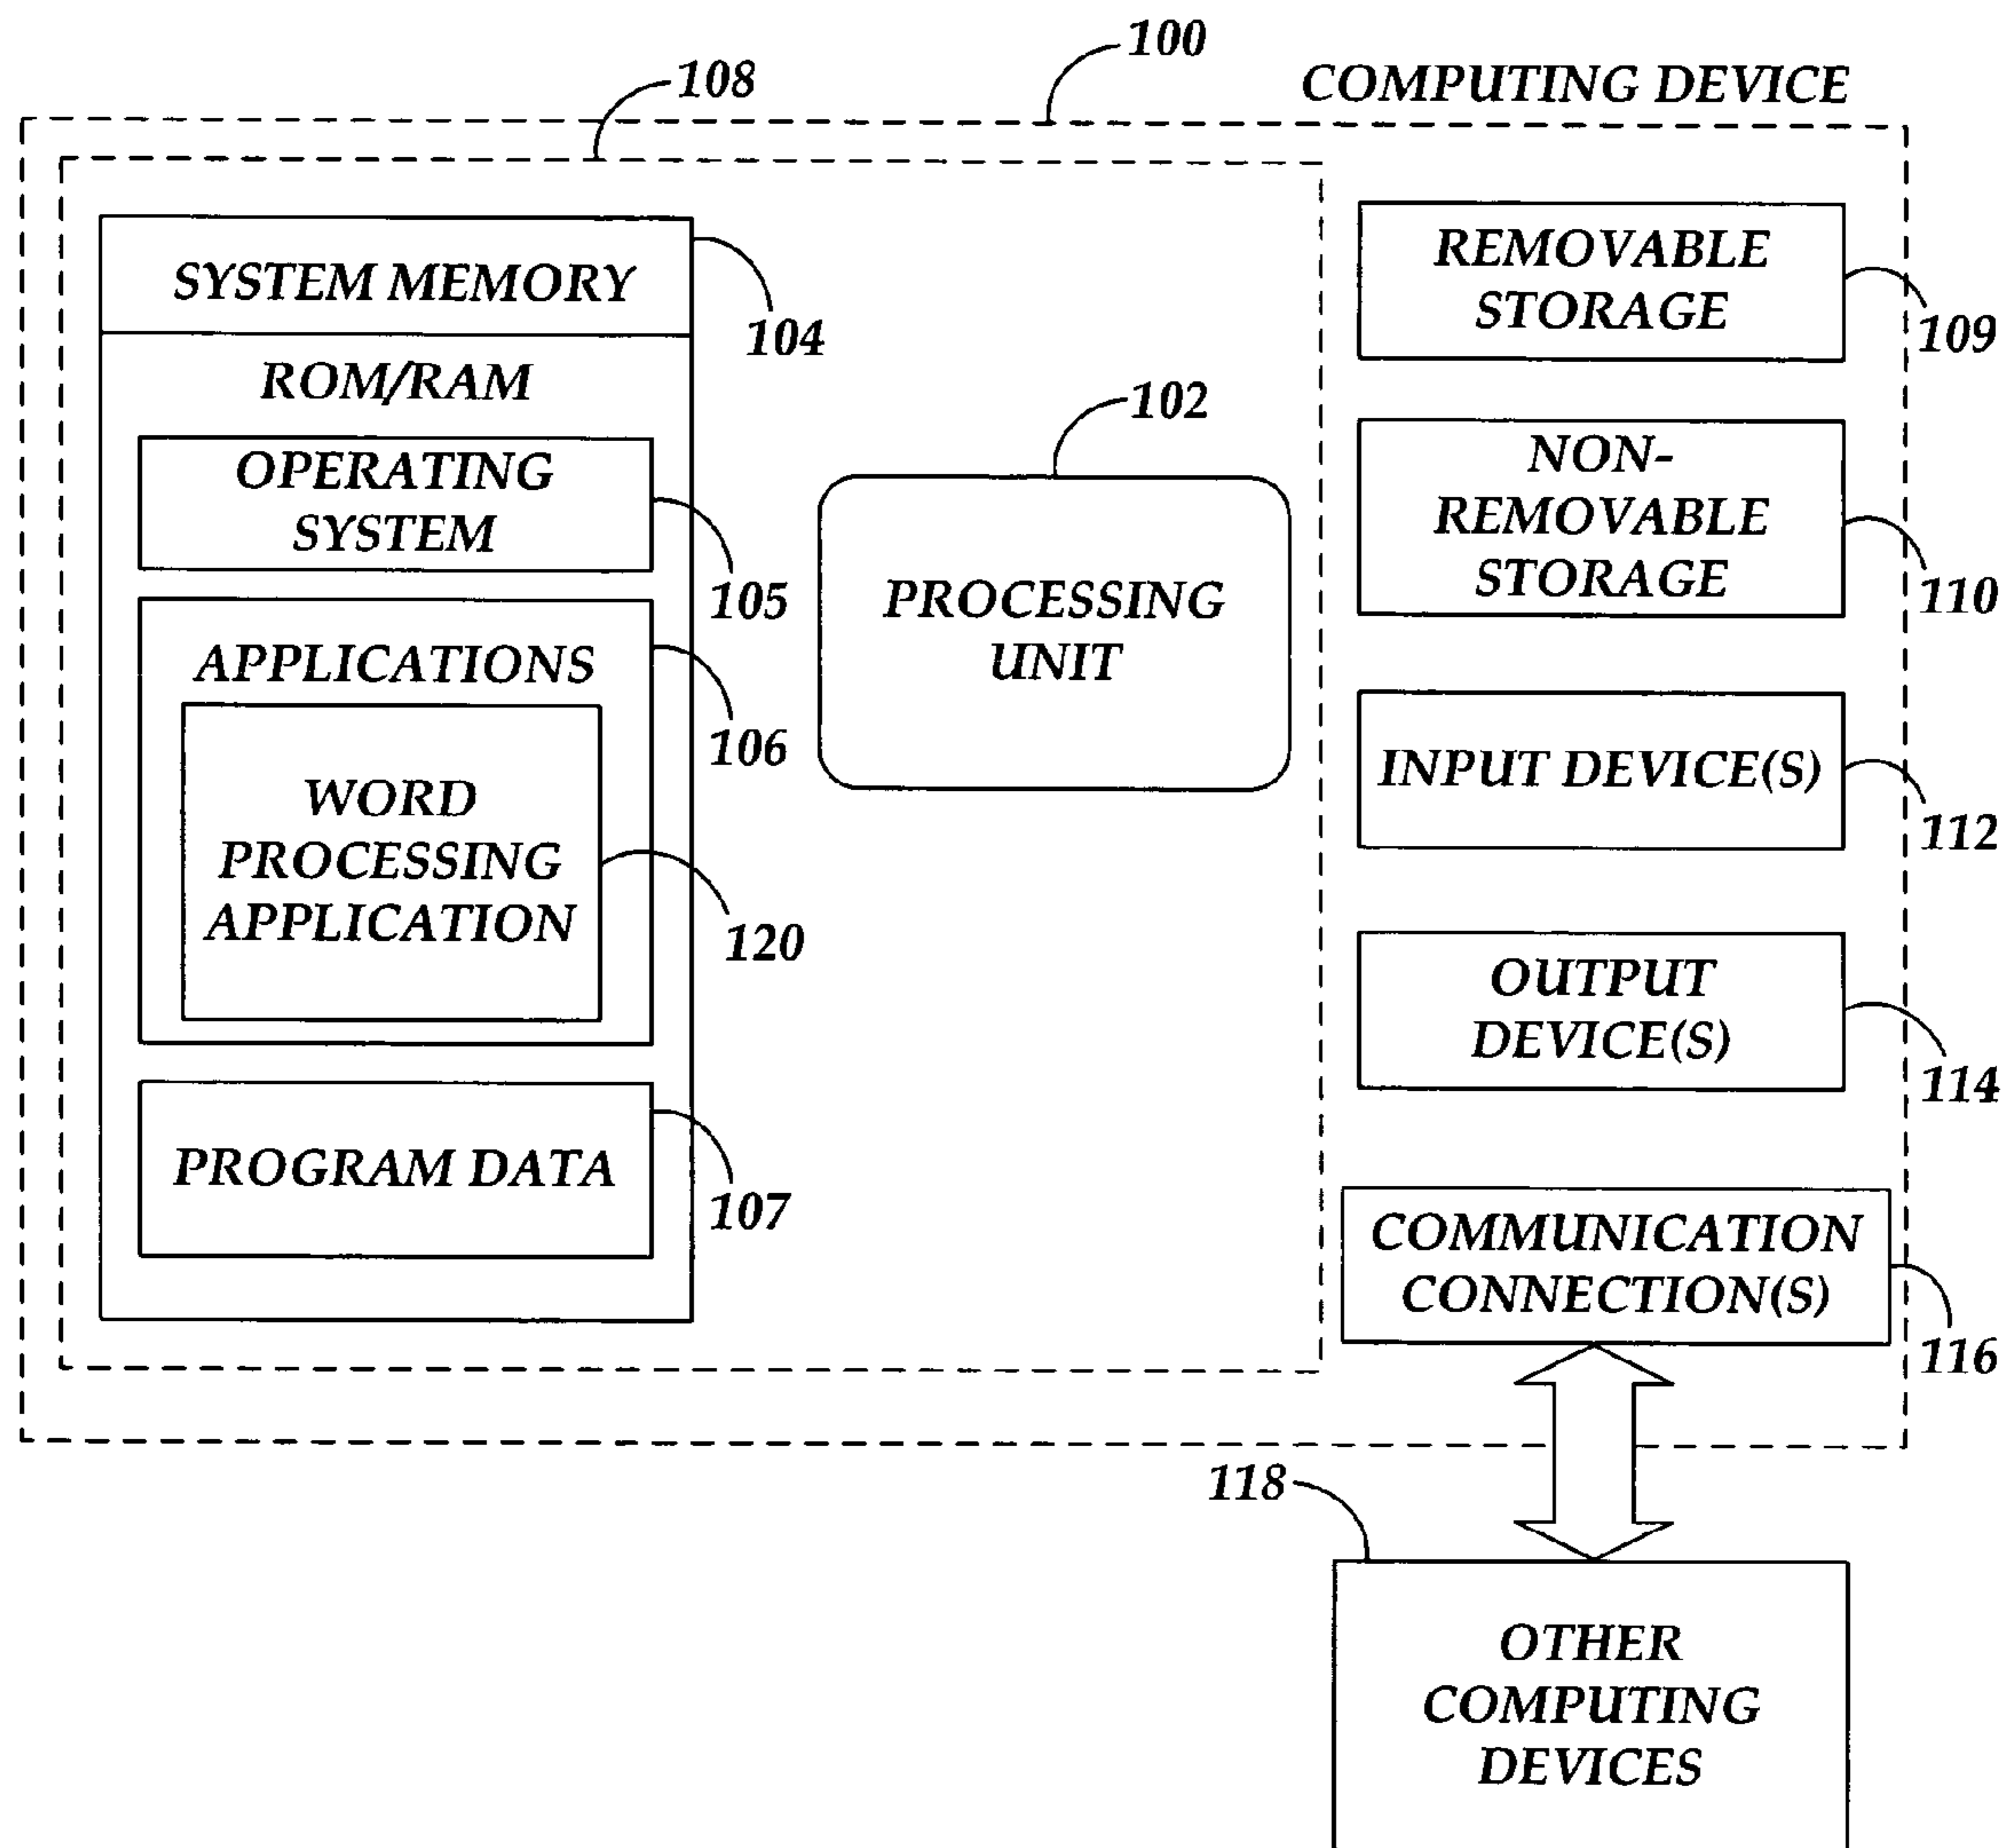 100
COMPUTING DEVICE
108
SYSTEM MEMORY
104
ROM/RAM
OPERATING
SYSTEM
105
APPLICATIONS
106
WORD
PROCESSING
APPLICATION
120
PROGRAM DATA
107
102
PROCESSING
UNIT
REMOVABLE
STORAGE
109
NON-
REMOVABLE
STORAGE
110
INPUT DEVICE(S)
112
OUTPUT
DEVICE(S)
114
COMMUNICATION
CONNECTION(S)
116
118
OTHER
COMPUTING
DEVICES